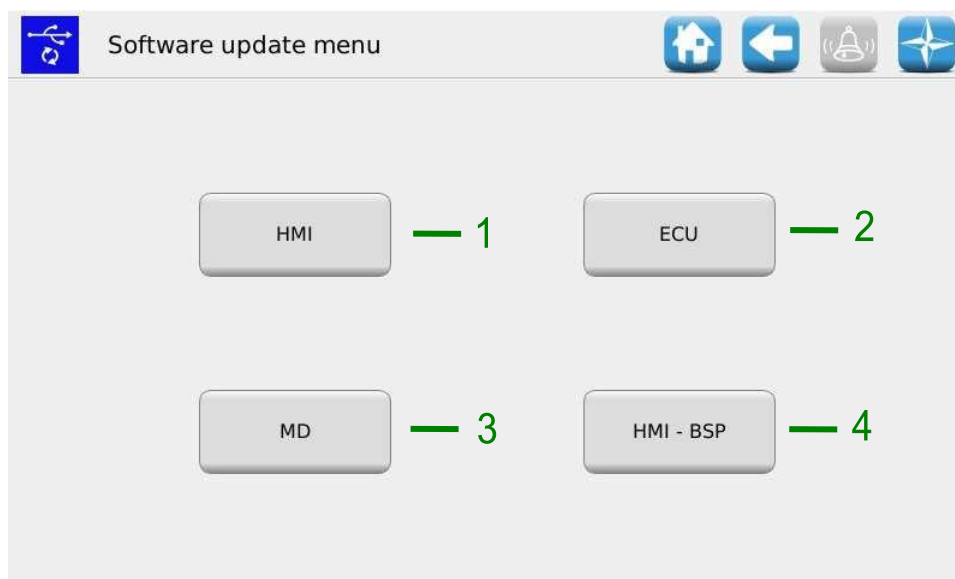 Software update menu
HMI 1
ECU 2
MD 3
HMI - BSP 4